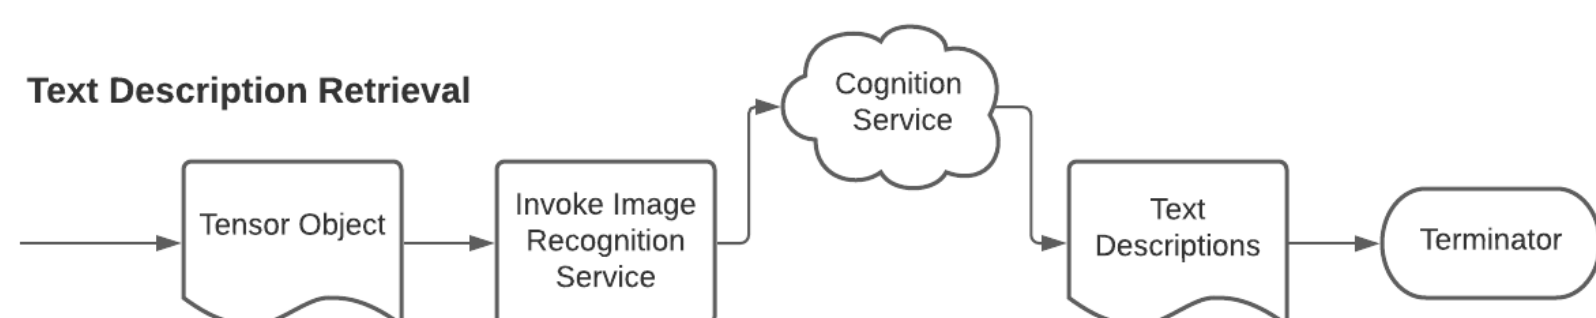 Text Description Retrieval
Tensor Object
Invoke Image
Recognition
Service
Cognition
Service
Text
Descriptions
Terminator